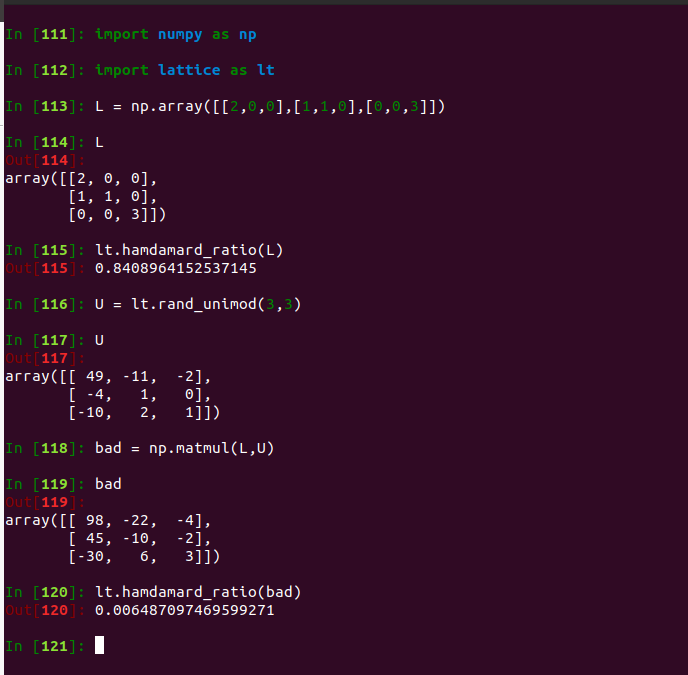 In [111]: import numpy as np
In [112]: import lattice as lt
In [113]: L = np.array([[2,0,0],[1,1,0],[0,0,3]])
In [114]: L
Out[114]:
array([[2, 0, 0],
       [1, 1, 0],
       [0, 0, 3]])
In [115]: lt.hamdamard_ratio(L)
Out[115]: 0.8408964152537145
In [116]: U = lt.rand_unimod(3,3)
In [117]: U
Out[117]:
array([[ 49, -11,  -2],
       [ -4,   1,   0],
       [-10,   2,   1]])
In [118]: bad = np.matmul(L,U)
In [119]: bad
Out[119]:
array([[ 98, -22,  -4],
       [ 45, -10,  -2],
       [-30,   6,   3]])
In [120]: lt.hamdamard_ratio(bad)
Out[120]: 0.006487097469599271
In [121]: